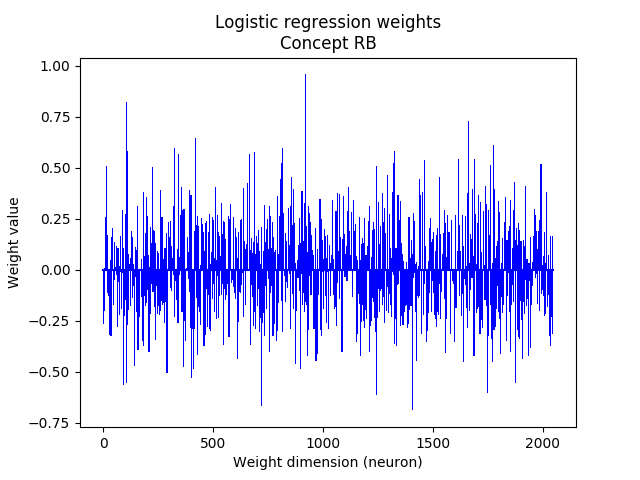 Logistic regression weights
Concept RB
1.00
0.75
0.50
0.25
0.00
−0.25
−0.50
−0.75
Weight value
0 500 1000 1500 2000
Weight dimension (neuron)